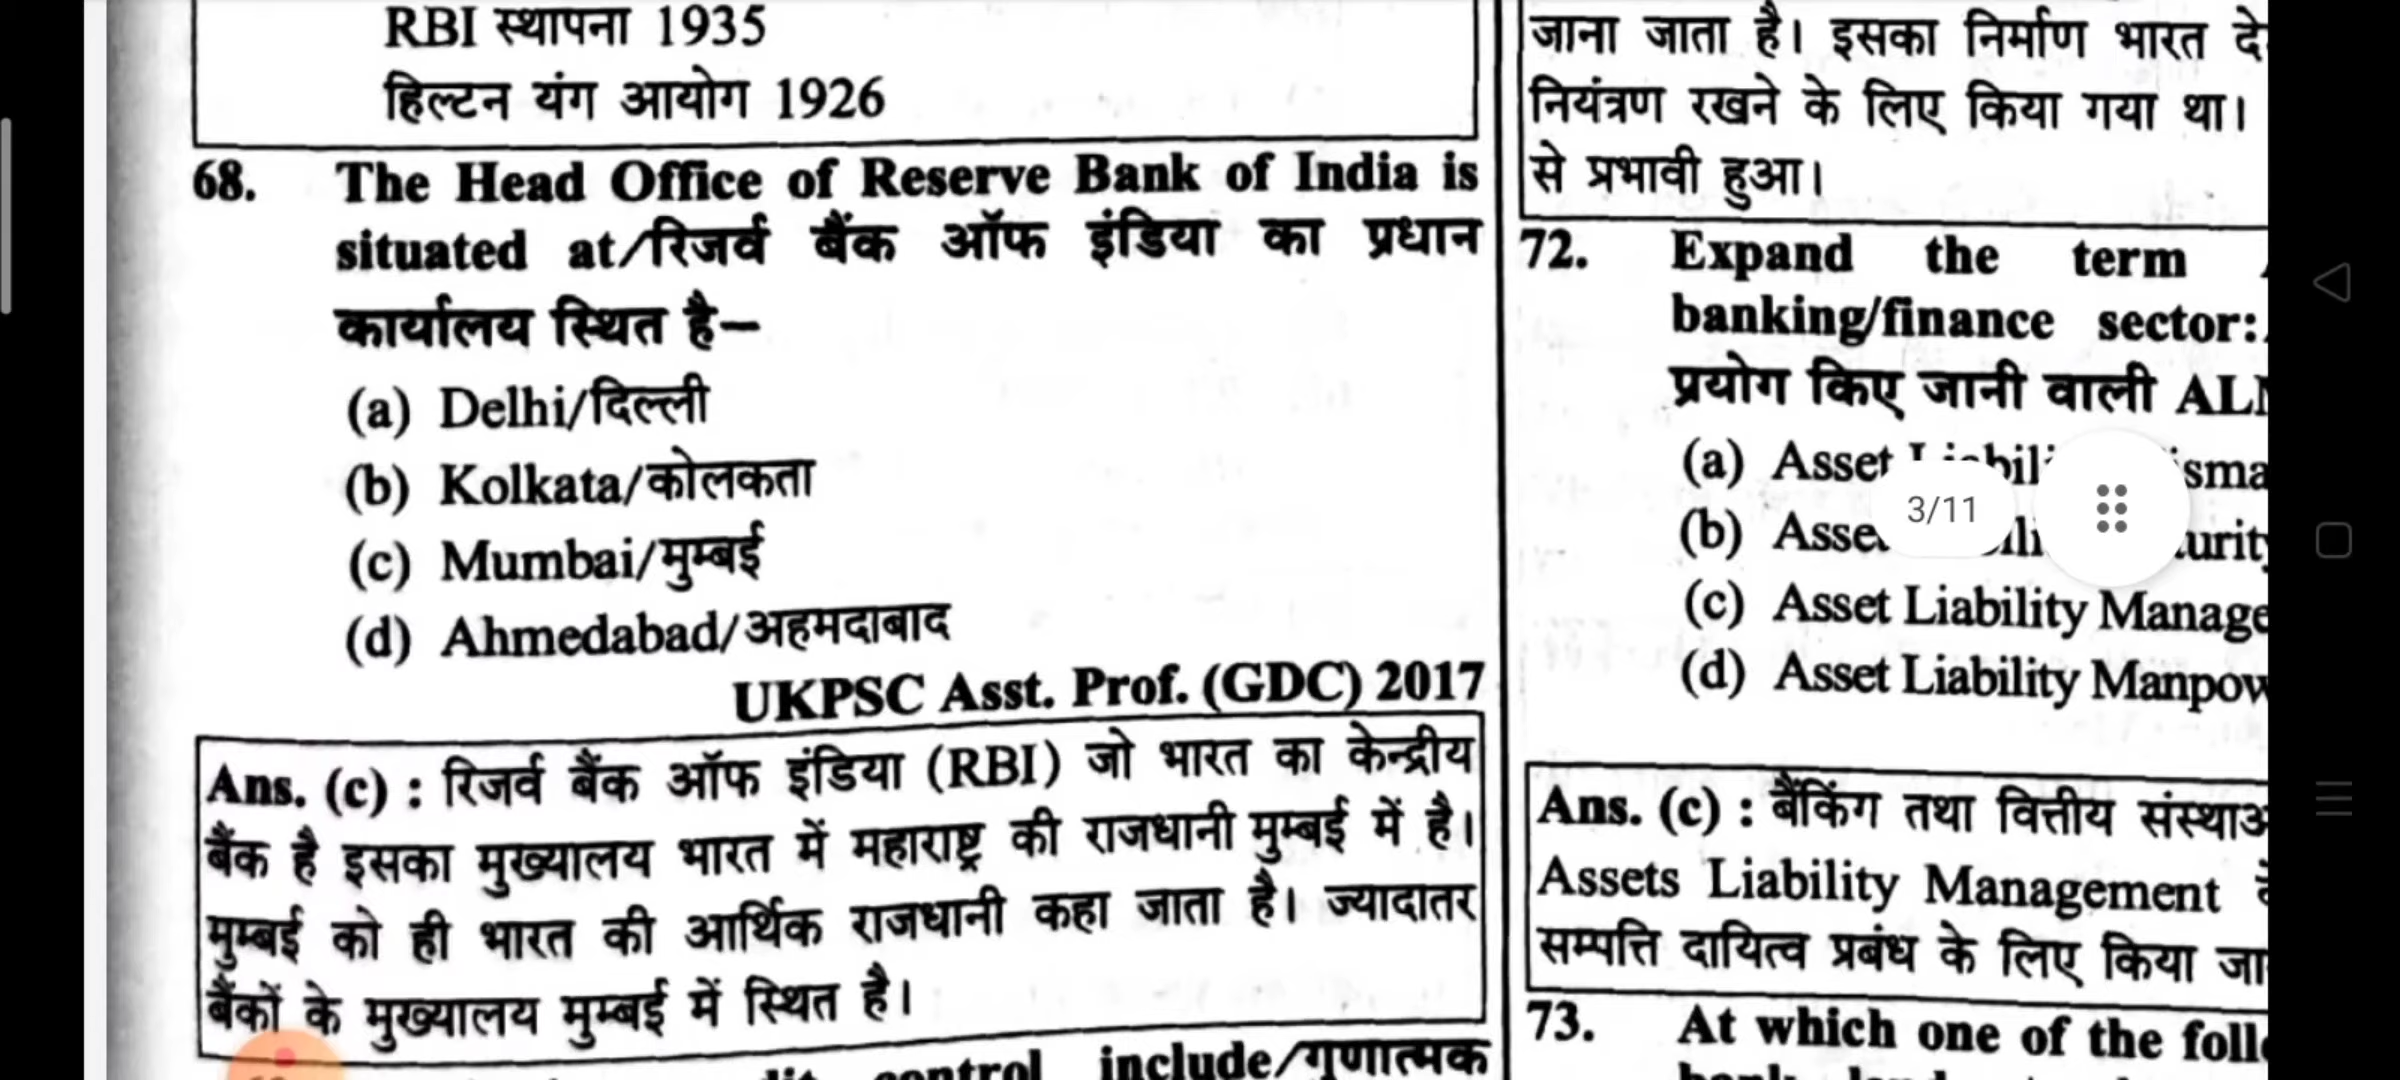 RBI स्थापना 1935
हिल्टन यंग आयोग 1926
68. The Head Office of Reserve Bank of India is
situated at/रिजर्व बैंक ऑफ इंडिया का प्रधान
कार्यालय स्थित है–
(a) Delhi/दिल्ली
(b) Kolkata/कोलकता
(c) Mumbai/मुम्बई
(d) Ahmedabad/अहमदाबाद
UKPSC Asst. Prof. (GDC) 2017
Ans. (c) : रिजर्व बैंक ऑफ इंडिया (RBI) जो भारत का केन्द्रीय
बैंक है इसका मुख्यालय भारत में महाराष्ट्र की राजधानी मुम्बई में है।
मुम्बई को ही भारत की आर्थिक राजधानी कहा जाता है। ज्यादातर
बैंकों के मुख्यालय मुम्बई में स्थित है।
control include/गुणात्मक
जाना जाता है। इसका निर्माण भारत
नियंत्रण रखने के लिए किया गया था।
से प्रभावी हुआ।
72. Expand the term
banking/finance sector:
प्रयोग किए जानी वाली
(a) Asset
(b)
(c) Asset Liability
(d) Asset Liability
3/11
Ans. (c) : बैंकिंग तथा वित्तीय
Assets Liability Management
सम्पत्ति दायित्व प्रबंध के लिए किया
73. At which one of the